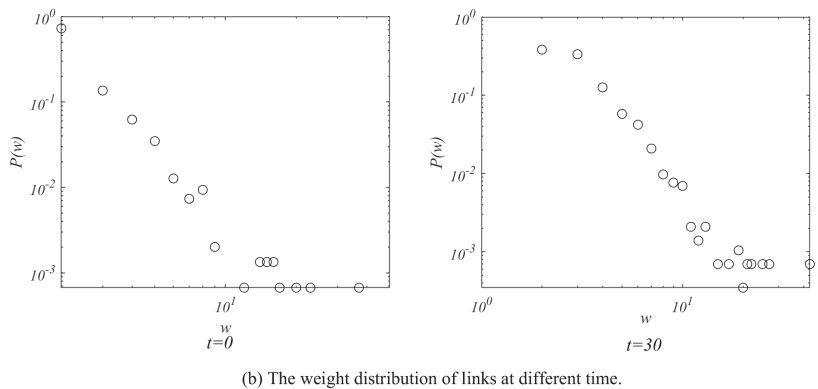 10^0
10^-1
10^-2
10^-3
P(w)
10^1
w
t=0
10^0
10^-1
10^-2
10^-3
P(w)
10^0
10^1
w
t=30
(b) The weight distribution of links at different time.